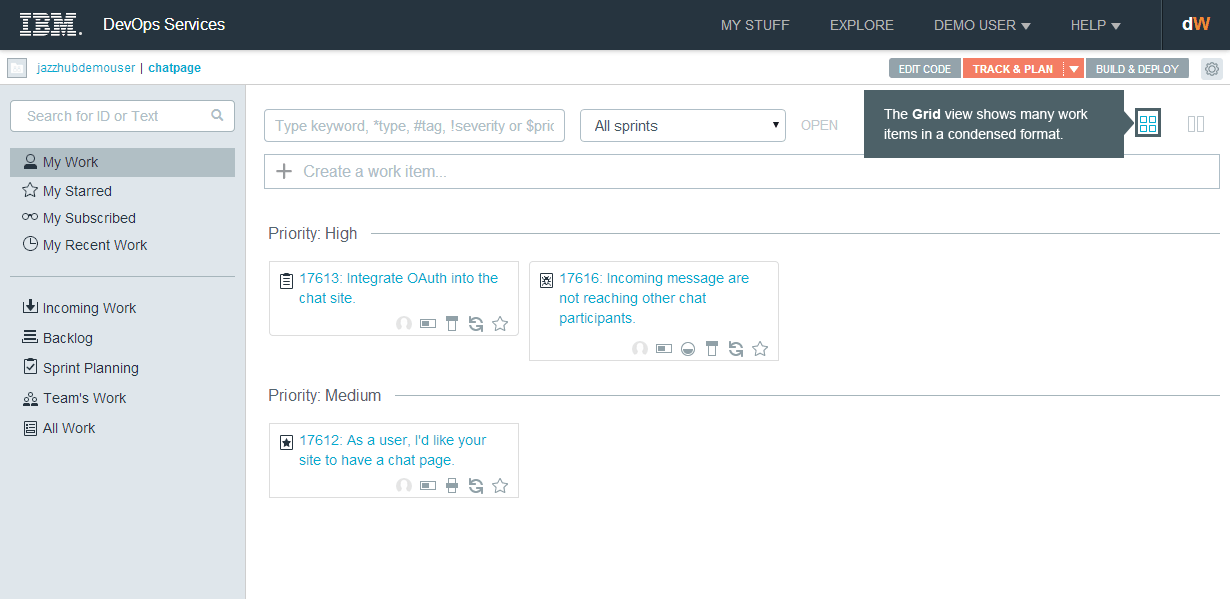 IBM. DevOps Services MY STUFF EXPLORE DEMO USER HELP dW
jazzhubdemouser | chatpage EDIT CODE TRACK & PLAN BUILD & DEPLOY
Search for ID or Text
My Work
My Starred
My Subscribed
My Recent Work
Incoming Work
Backlog
Sprint Planning
Team's Work
All Work
Type keyword, *type, #tag, !severity or $pric
All sprints
OPEN
The Grid view shows many work
items in a condensed format.
Create a work item...
Priority: High
17613: Integrate OAuth into the
chat site.
17616: Incoming message are
not reaching other chat
participants.
Priority: Medium
17612: As a user, I'd like your
site to have a chat page.